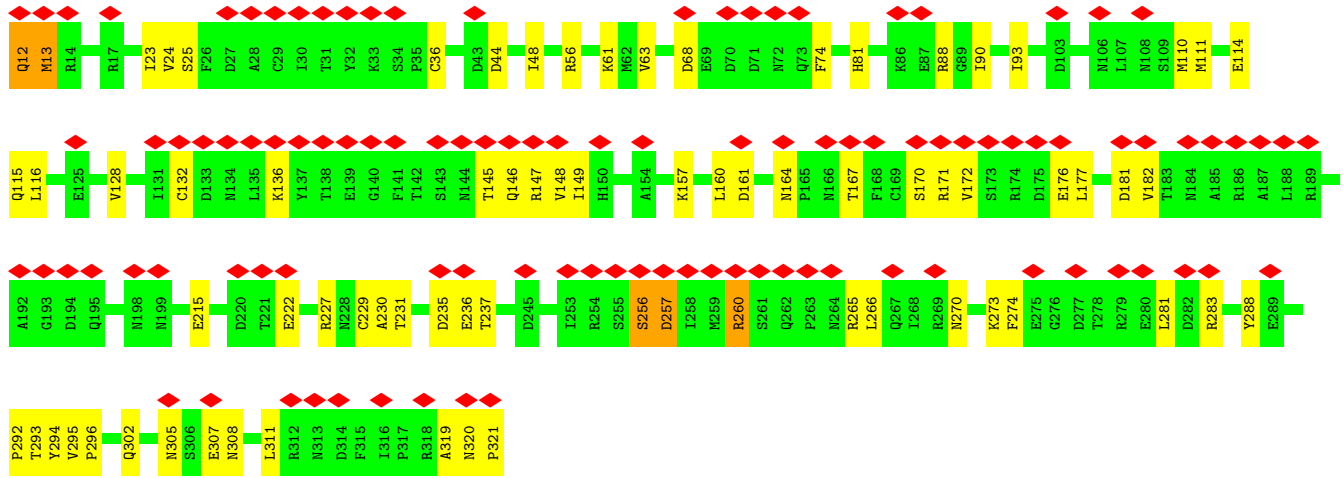 Q12 M13 R14 R17 I23 V24 S25 F26 D27 A28 C29 I30 T31 Y32 K33 S34 P35 C36 D43 D44 I48 R56 K61 M62 V63 D68 E69 D70 D71 N72 Q73 F74 H81 K86 E87 R88 G89 I90 I93 D103 N106 L107 N108 S109 M110 M111 E114
Q115 L116 E125 V128 I131 C132 D133 N134 L135 K136 Y137 T138 E139 G140 F141 T142 S143 N144 T145 Q146 R147 V148 I149 H150 A154 K157 L160 D161 N164 P165 N166 T167 F168 C169 S170 R171 V172 S173 R174 D175 E176 L177 D181 V182 T183 N184 A185 R186 A187 L188 R189
A192 G193 D194 Q195 N198 N199 E215 D220 T221 E222 R227 N228 C229 A230 T231 D235 E236 T237 D245 I253 R254 S255 S256 D257 I258 M259 R260 S261 Q262 P263 N264 R265 L266 Q267 I268 R269 N270 K273 F274 E275 G276 D277 T278 R279 E280 L281 D282 R283 Y288 E289
P292 T293 Y294 V295 P296 Q302 N305 S306 E307 N308 L311 R312 N313 D314 F315 I316 P317 R318 A319 N320 P321